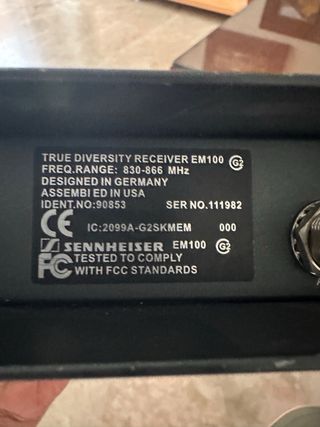 TRUE DIVERSITY RECEIVER EM100 G2
FREQ.RANGE: 830-866 MHz
DESIGNED IN GERMANY
ASSEMBLED IN USA
IDENT.NO:90853 SER NO.111982
CE IC:2099A-G2SKMEM 000
SENNHEISER EM100 G2
FC TESTED TO COMPLY
WITH FCC STANDARDS